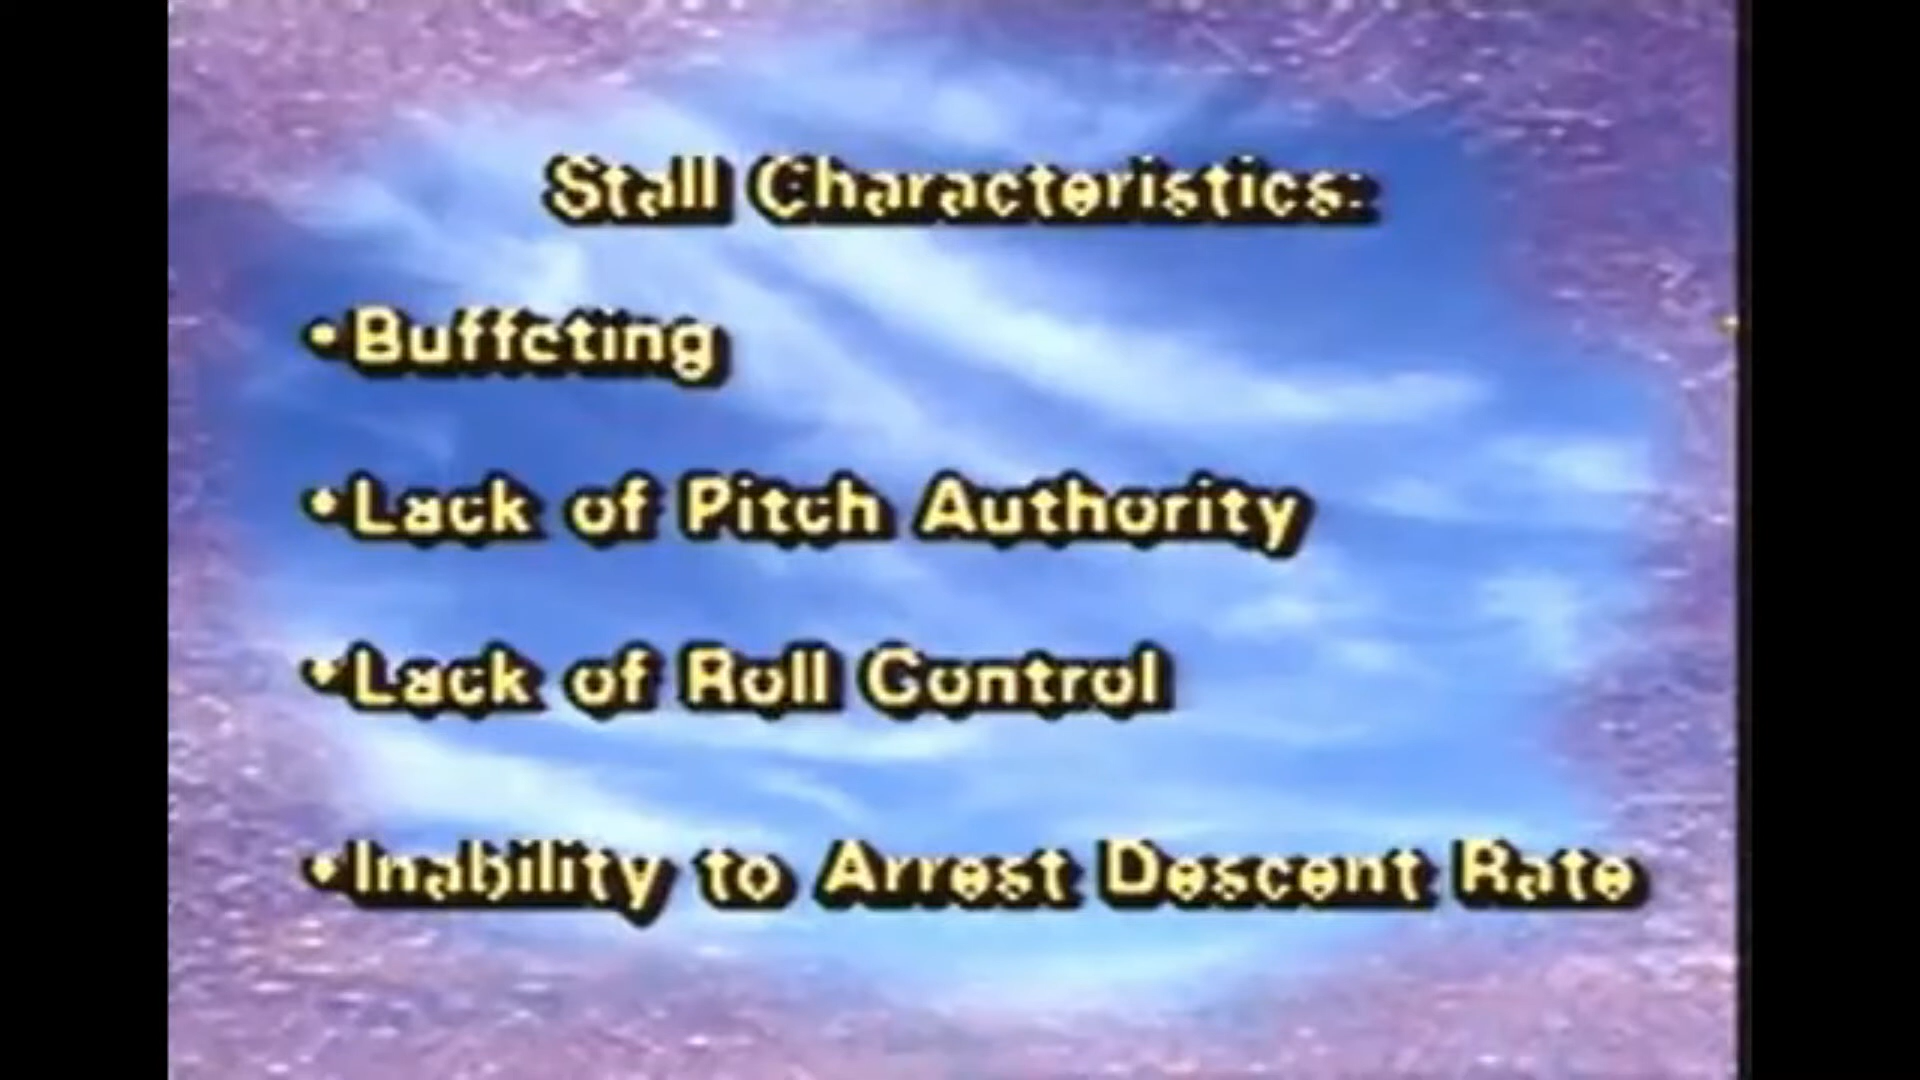 Stall Characteristics:
•Buffeting
•Lack of Pitch Authority
•Lack of Roll Control
•Inability to Arrest Descent Rate